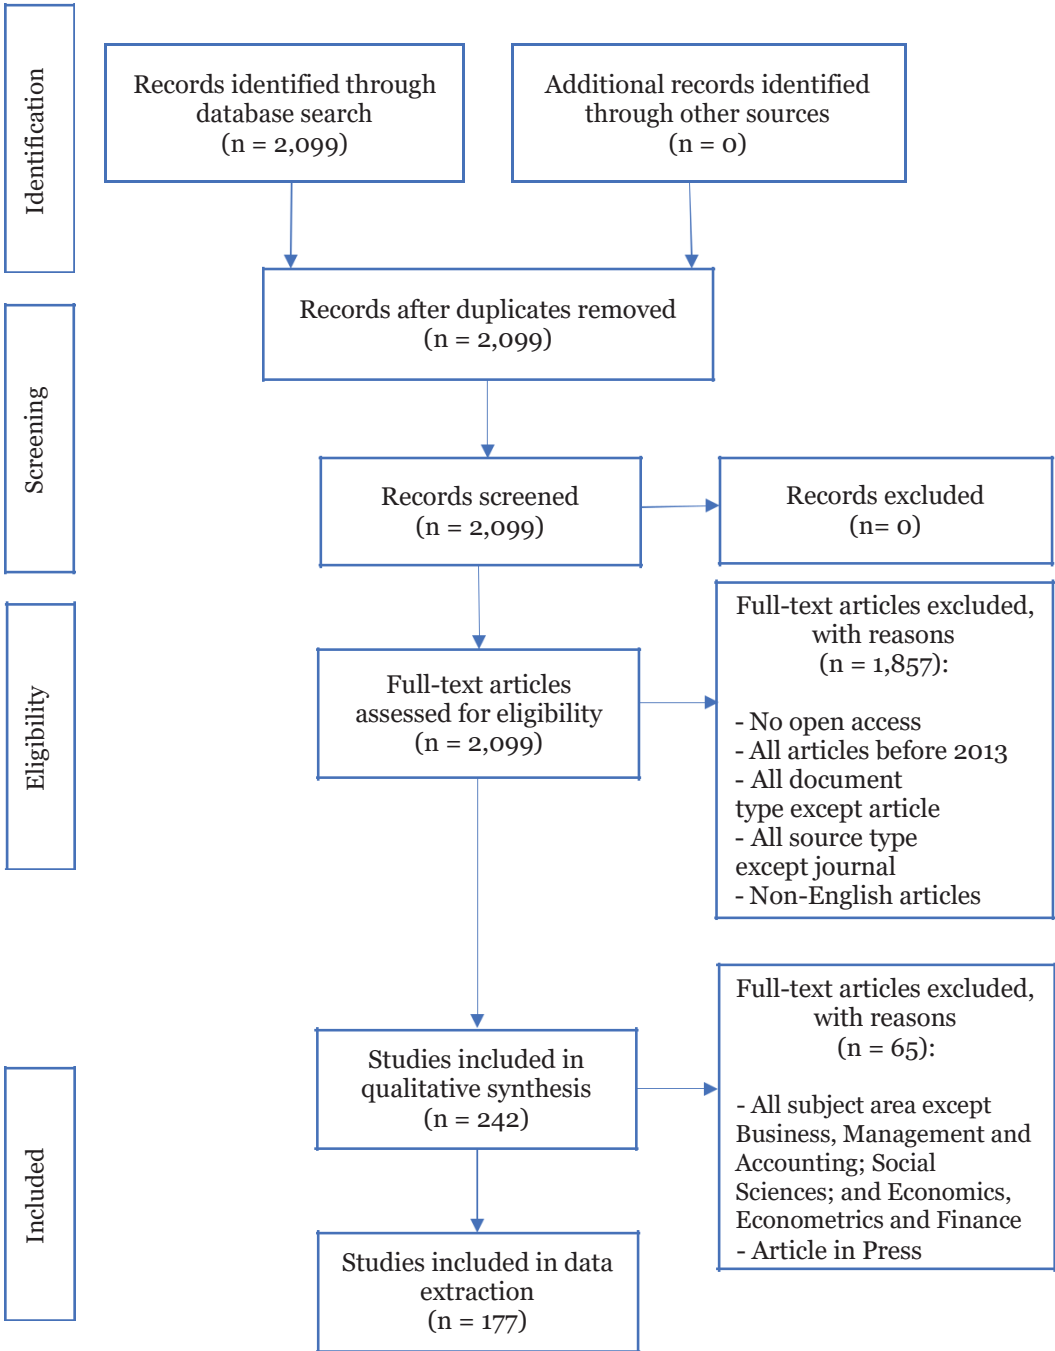 Identification
Records identified through
database search
(n = 2,099)
Additional records identified
through other sources
(n = 0)
Records after duplicates removed
(n = 2,099)
Screening
Records screened
(n = 2,099)
Records excluded
(n= 0)
Eligibility
Full-text articles
assessed for eligibility
(n = 2,099)
Full-text articles excluded,
with reasons
(n = 1,857):
- No open access
- All articles before 2013
- All document
type except article
- All source type
except journal
- Non-English articles
Included
Studies included in
qualitative synthesis
(n = 242)
Full-text articles excluded,
with reasons
(n = 65):
- All subject area except
Business, Management and
Accounting; Social
Sciences; and Economics,
Econometrics and Finance
- Article in Press
Studies included in data
extraction
(n = 177)